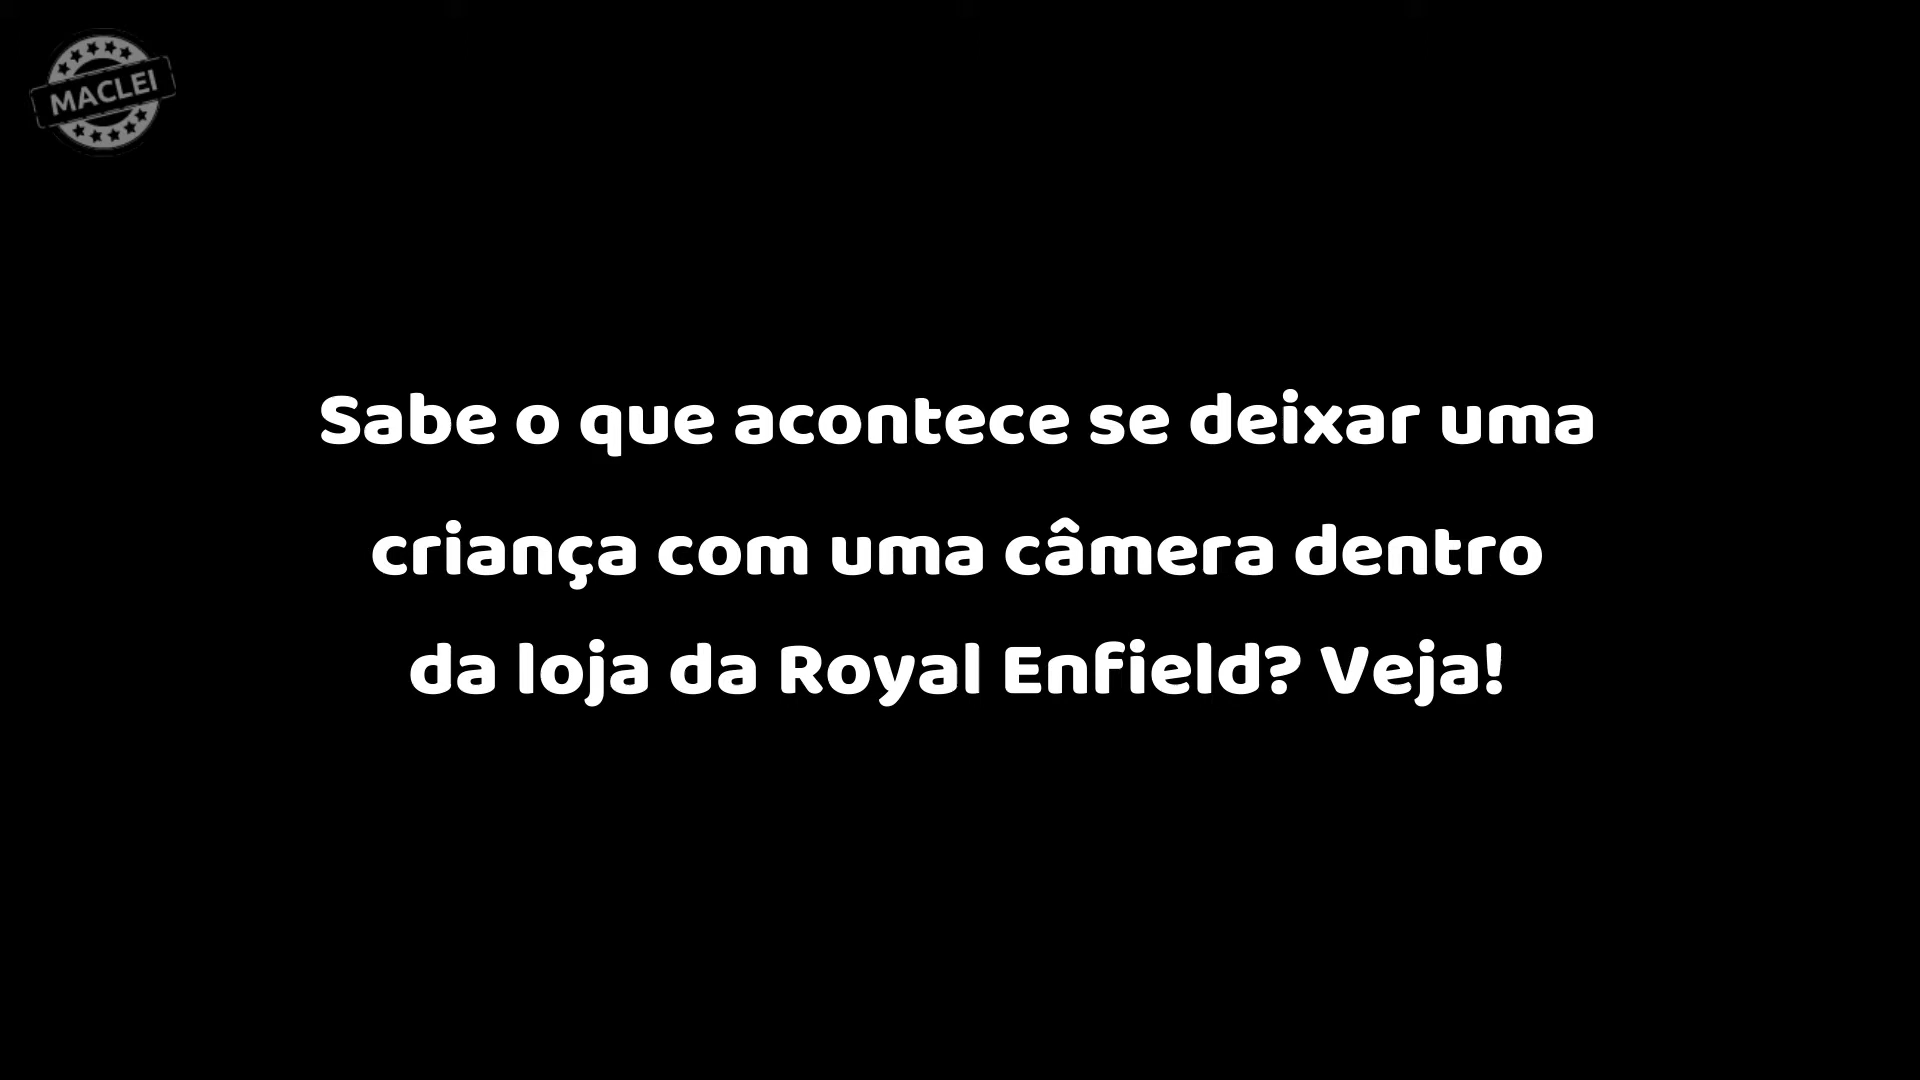 MACLEI
Sabe o que acontece se deixar uma
criança com uma câmera dentro
da loja da Royal Enfield? Veja!